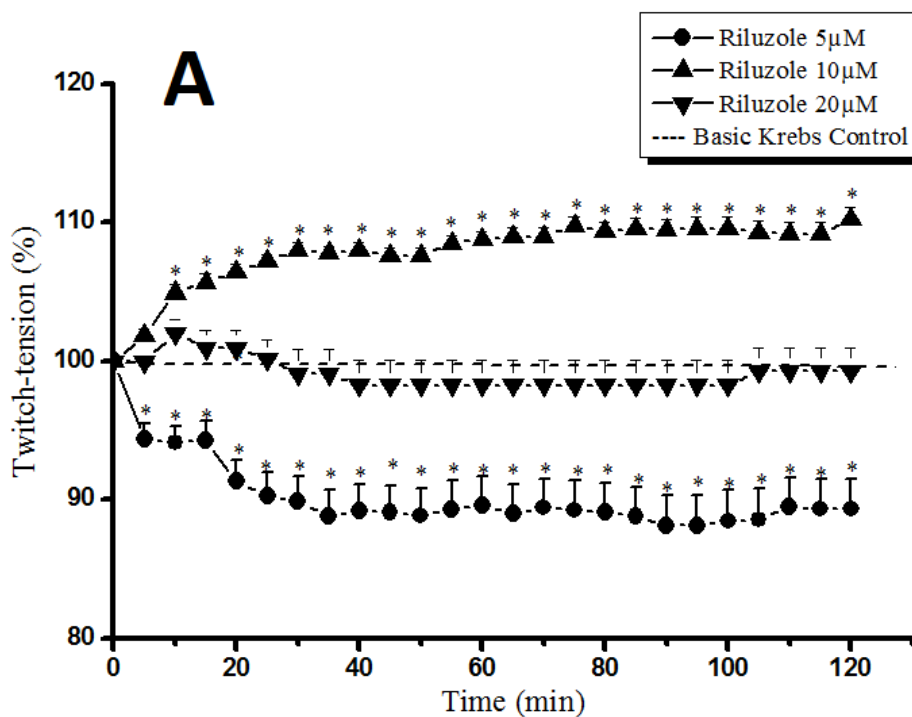 A
Riluzole 5µM
Riluzole 10µM
Riluzole 20µM
Basic Krebs Control
Twitch-tension (%)
120
110
100
90
80
0 20 40 60 80 100 120
Time (min)